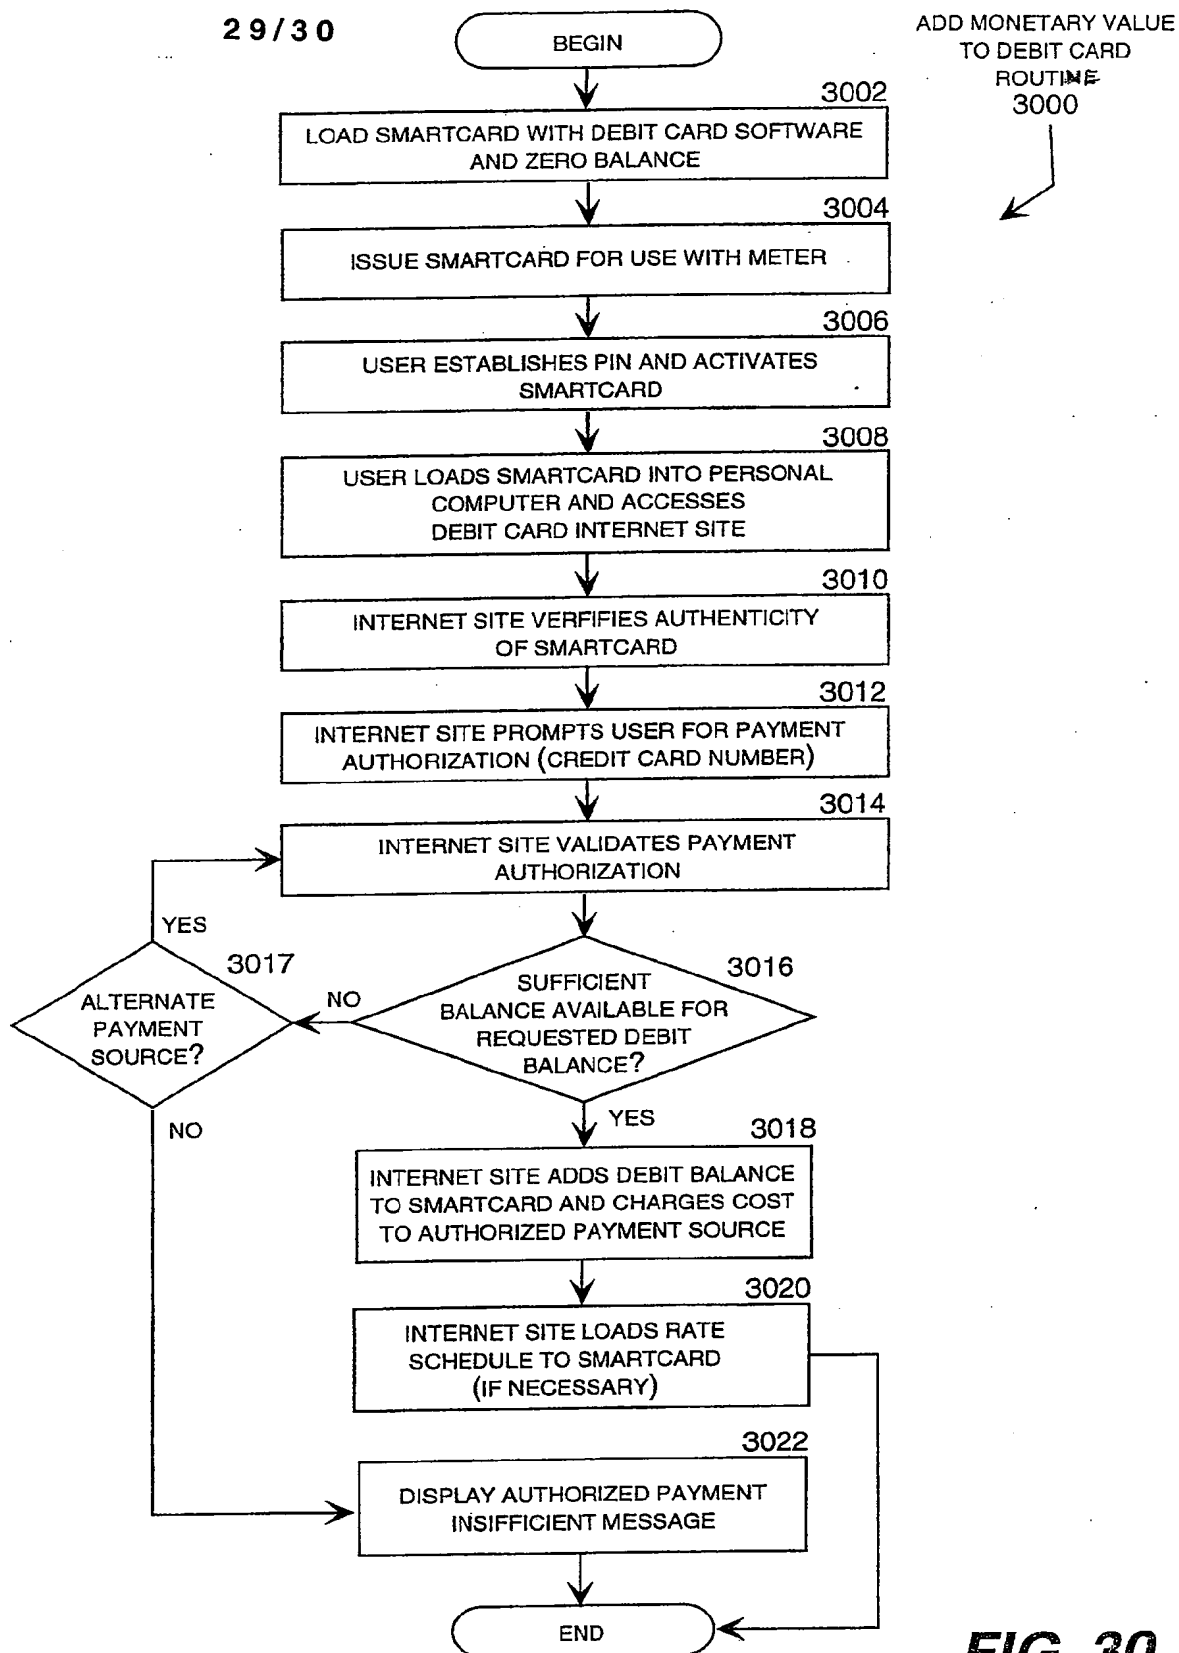 29/30
BEGIN
ADD MONETARY VALUE
TO DEBIT CARD
ROUTINE
3000
3002
LOAD SMARTCARD WITH DEBIT CARD SOFTWARE
AND ZERO BALANCE
3004
ISSUE SMARTCARD FOR USE WITH METER
3006
USER ESTABLISHES PIN AND ACTIVATES
SMARTCARD
3008
USER LOADS SMARTCARD INTO PERSONAL
COMPUTER AND ACCESSES
DEBIT CARD INTERNET SITE
3010
INTERNET SITE VERFIFIES AUTHENTICITY
OF SMARTCARD
3012
INTERNET SITE PROMPTS USER FOR PAYMENT
AUTHORIZATION (CREDIT CARD NUMBER)
3014
INTERNET SITE VALIDATES PAYMENT
AUTHORIZATION
YES
3017
ALTERNATE
PAYMENT
SOURCE?
NO
3016
SUFFICIENT
BALANCE AVAILABLE FOR
REQUESTED DEBIT
BALANCE?
NO
YES
3018
INTERNET SITE ADDS DEBIT BALANCE
TO SMARTCARD AND CHARGES COST
TO AUTHORIZED PAYMENT SOURCE
3020
INTERNET SITE LOADS RATE
SCHEDULE TO SMARTCARD
(IF NECESSARY)
3022
DISPLAY AUTHORIZED PAYMENT
INSIFFICIENT MESSAGE
END
FIG. 30